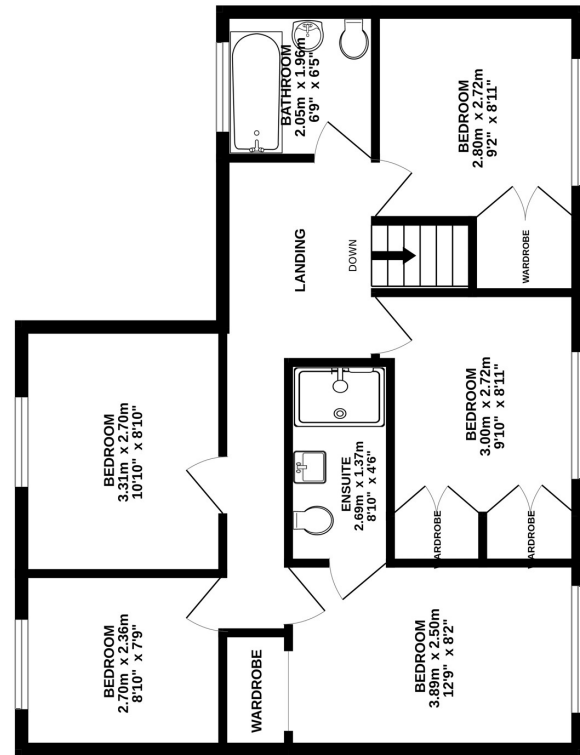 BATHROOM
2.05m x 1.96m
6'9" x 6'5"
BEDROOM
2.80m x 2.72m
9'2" x 8'11"
WARDROBE
LANDING
DOWN
BEDROOM
3.00m x 2.72m
9'10" x 8'11"
WARDROBE
WARDROBE
BEDROOM
3.31m x 2.70m
10'10" x 8'10"
ENSUITE
2.69m x 1.37m
8'10" x 4'6"
BEDROOM
2.70m x 2.36m
8'10" x 7'9"
WARDROBE
BEDROOM
3.89m x 2.50m
12'9" x 8'2"